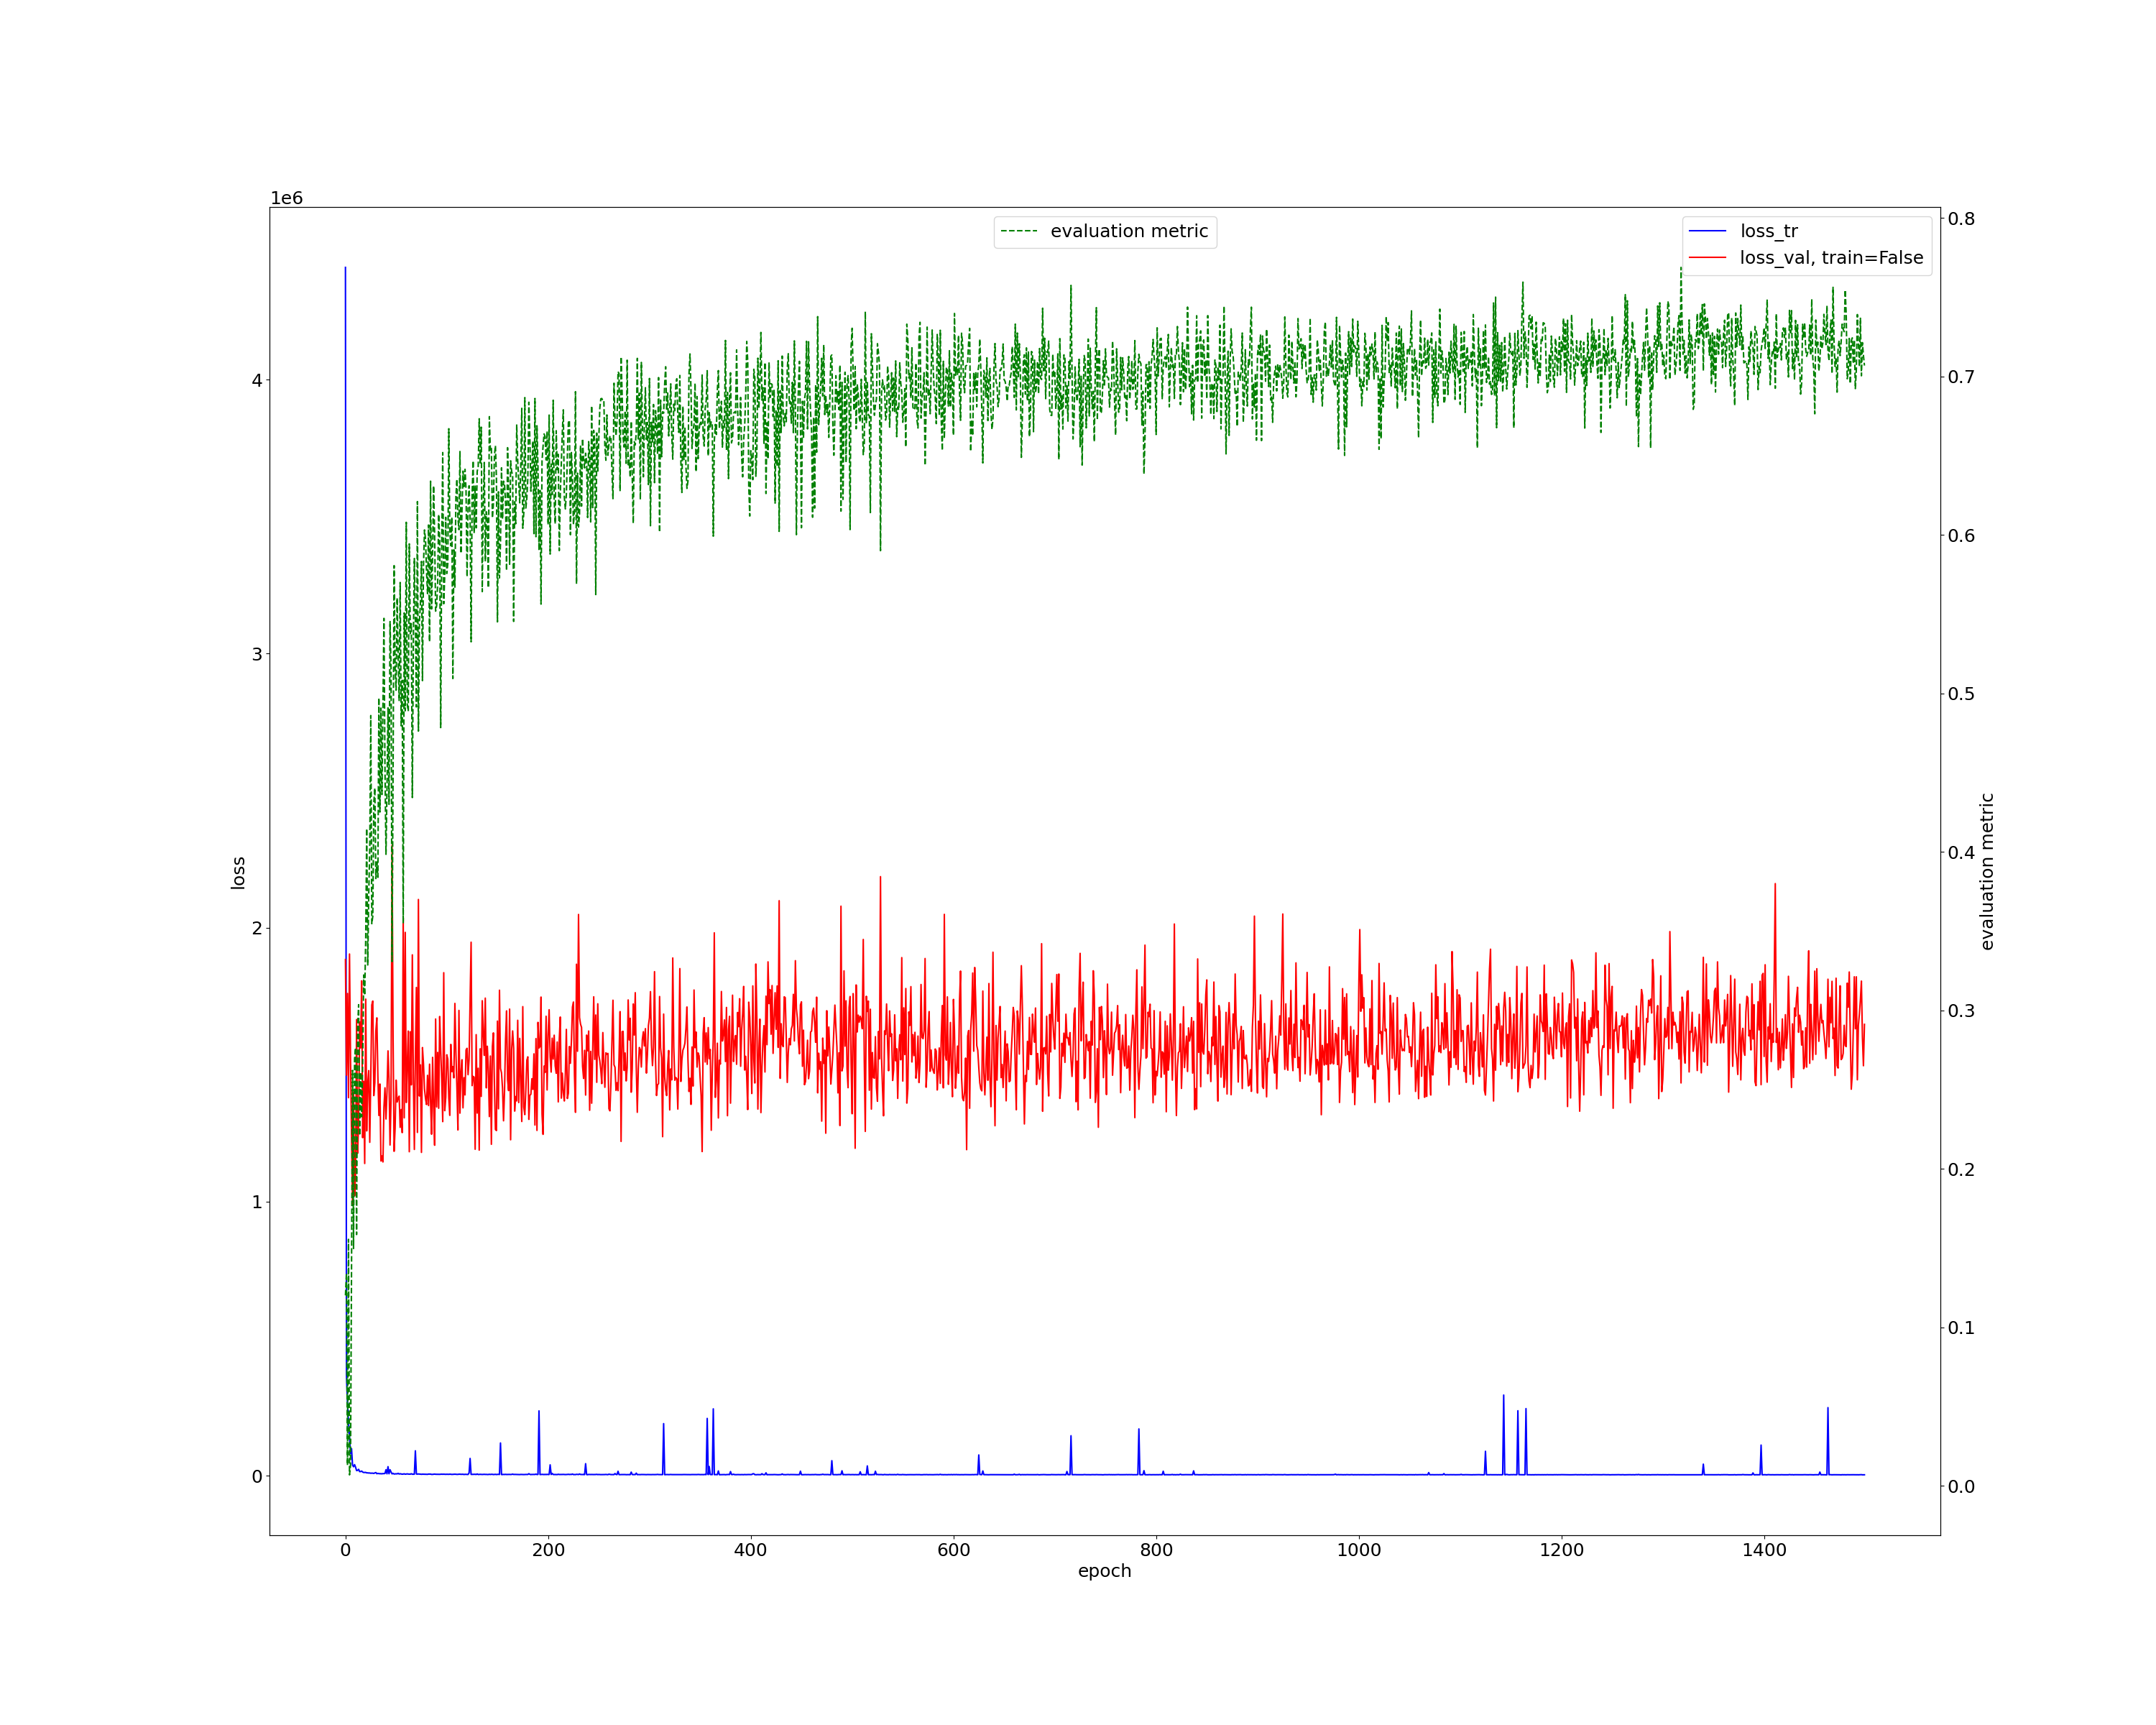 1e6
evaluation metric
loss_tr
loss_val, train=False
4
3
2
1
0
loss
0.8
0.7
0.6
0.5
0.4
0.3
0.2
0.1
0.0
evaluation metric
0 200 400 600 800 1000 1200 1400
epoch